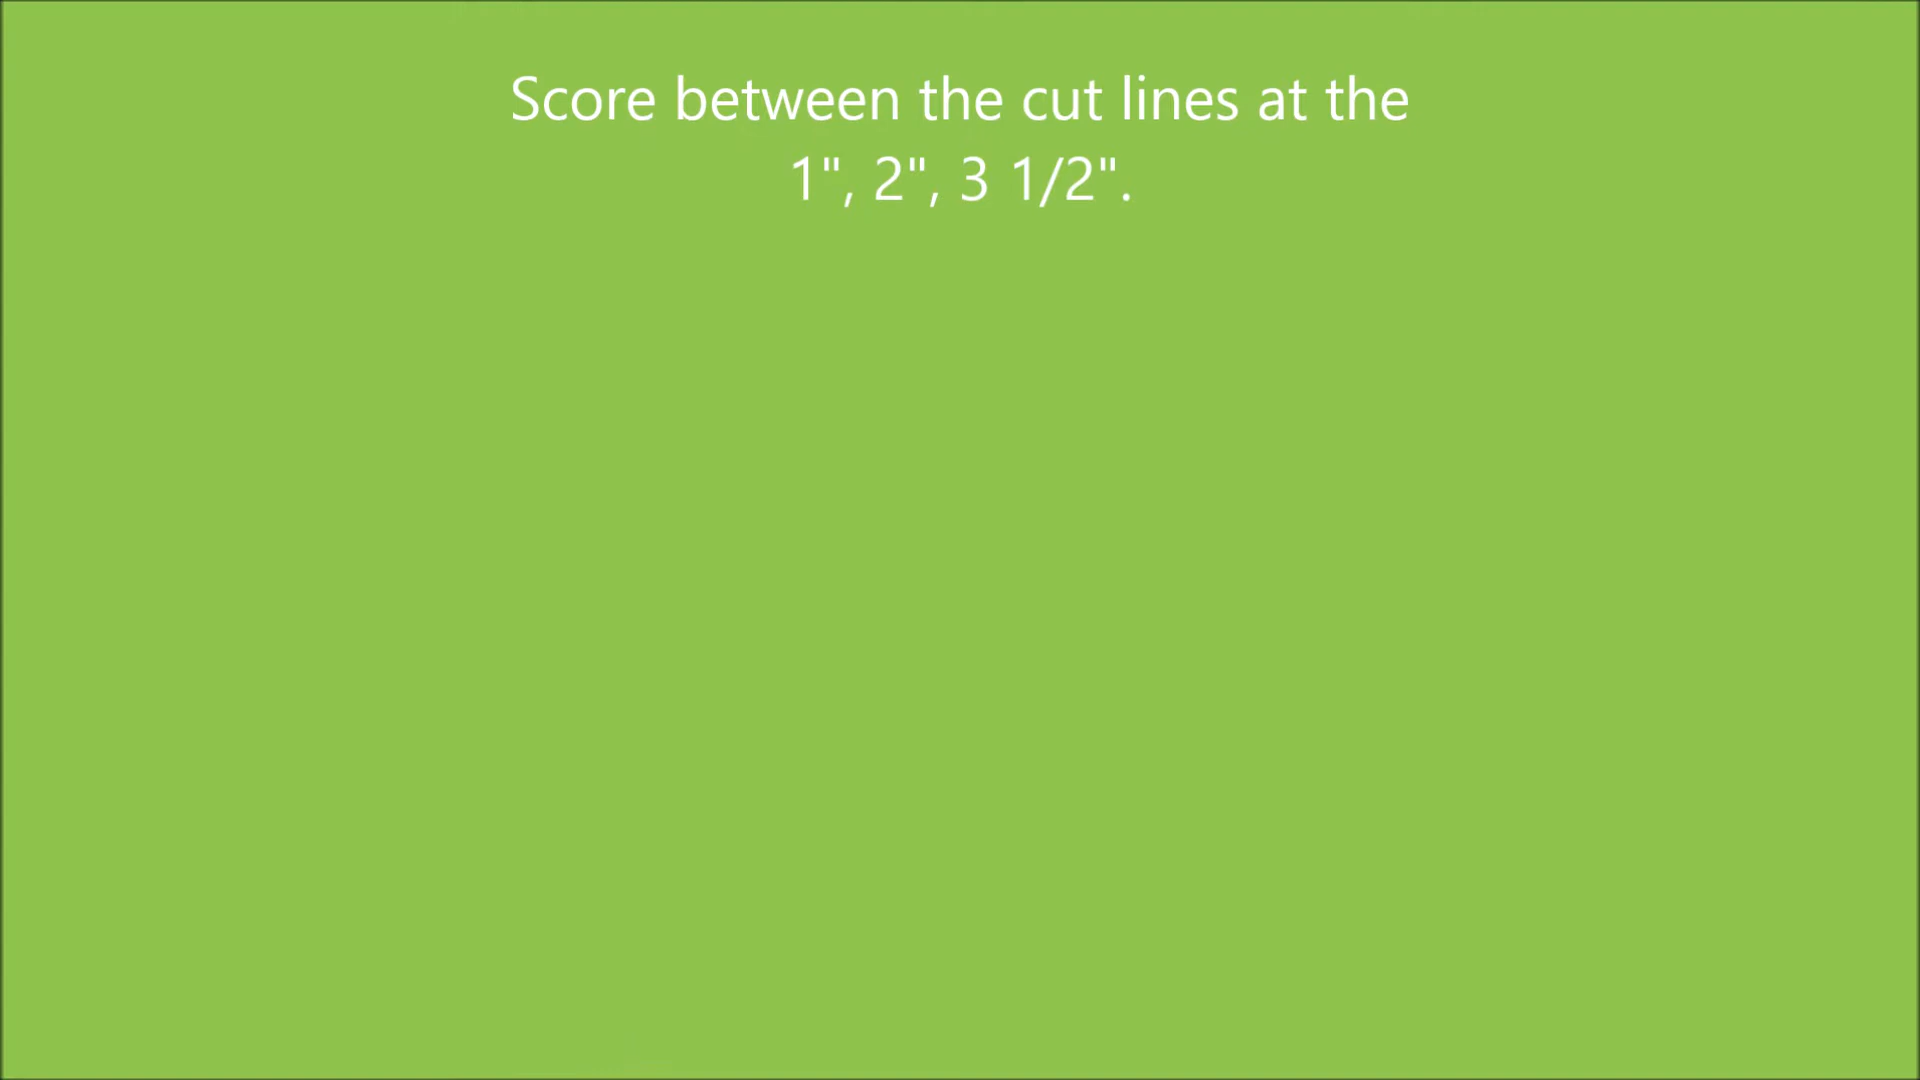 Score between the cut lines at the
1", 2", 3 1/2".